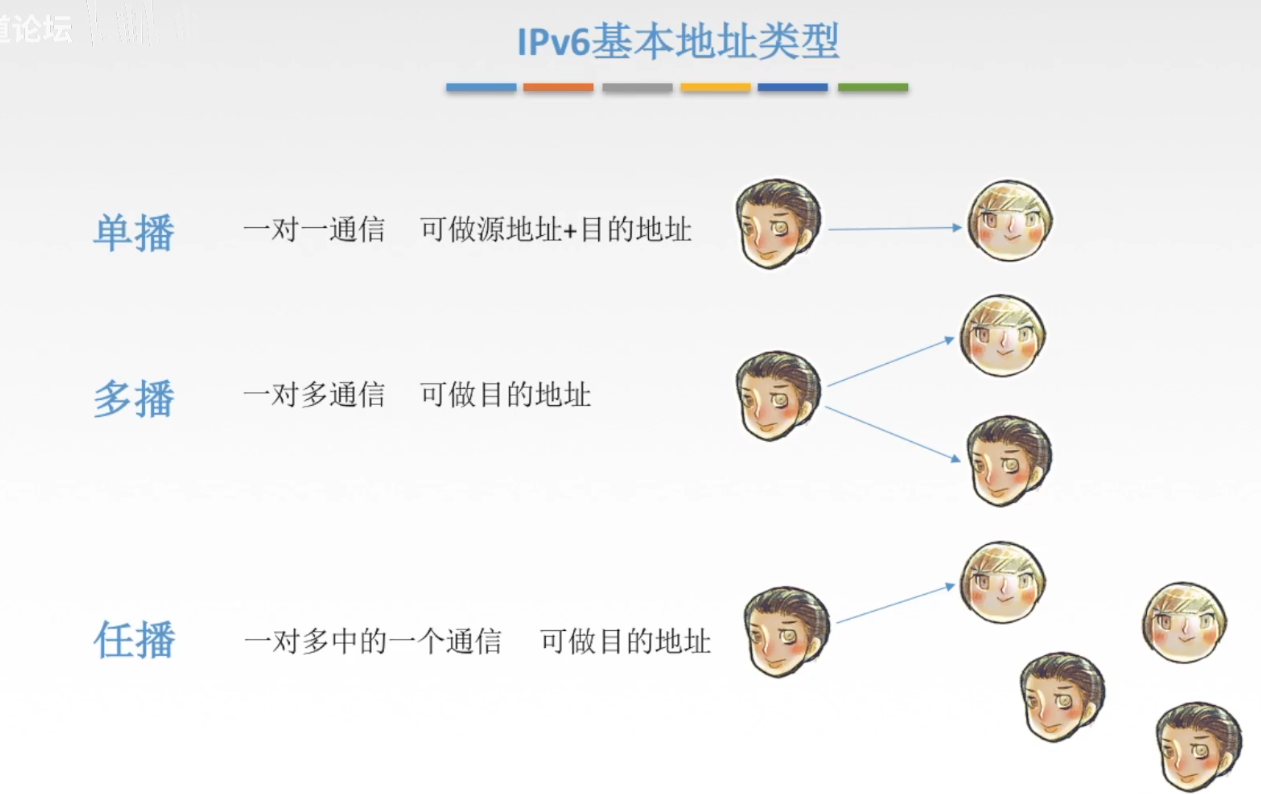 道论坛
IPv6基本地址类型
单播 一对一通信 可做源地址+目的地址
多播 一对多通信 可做目的地址
任播 一对多中的一个通信 可做目的地址